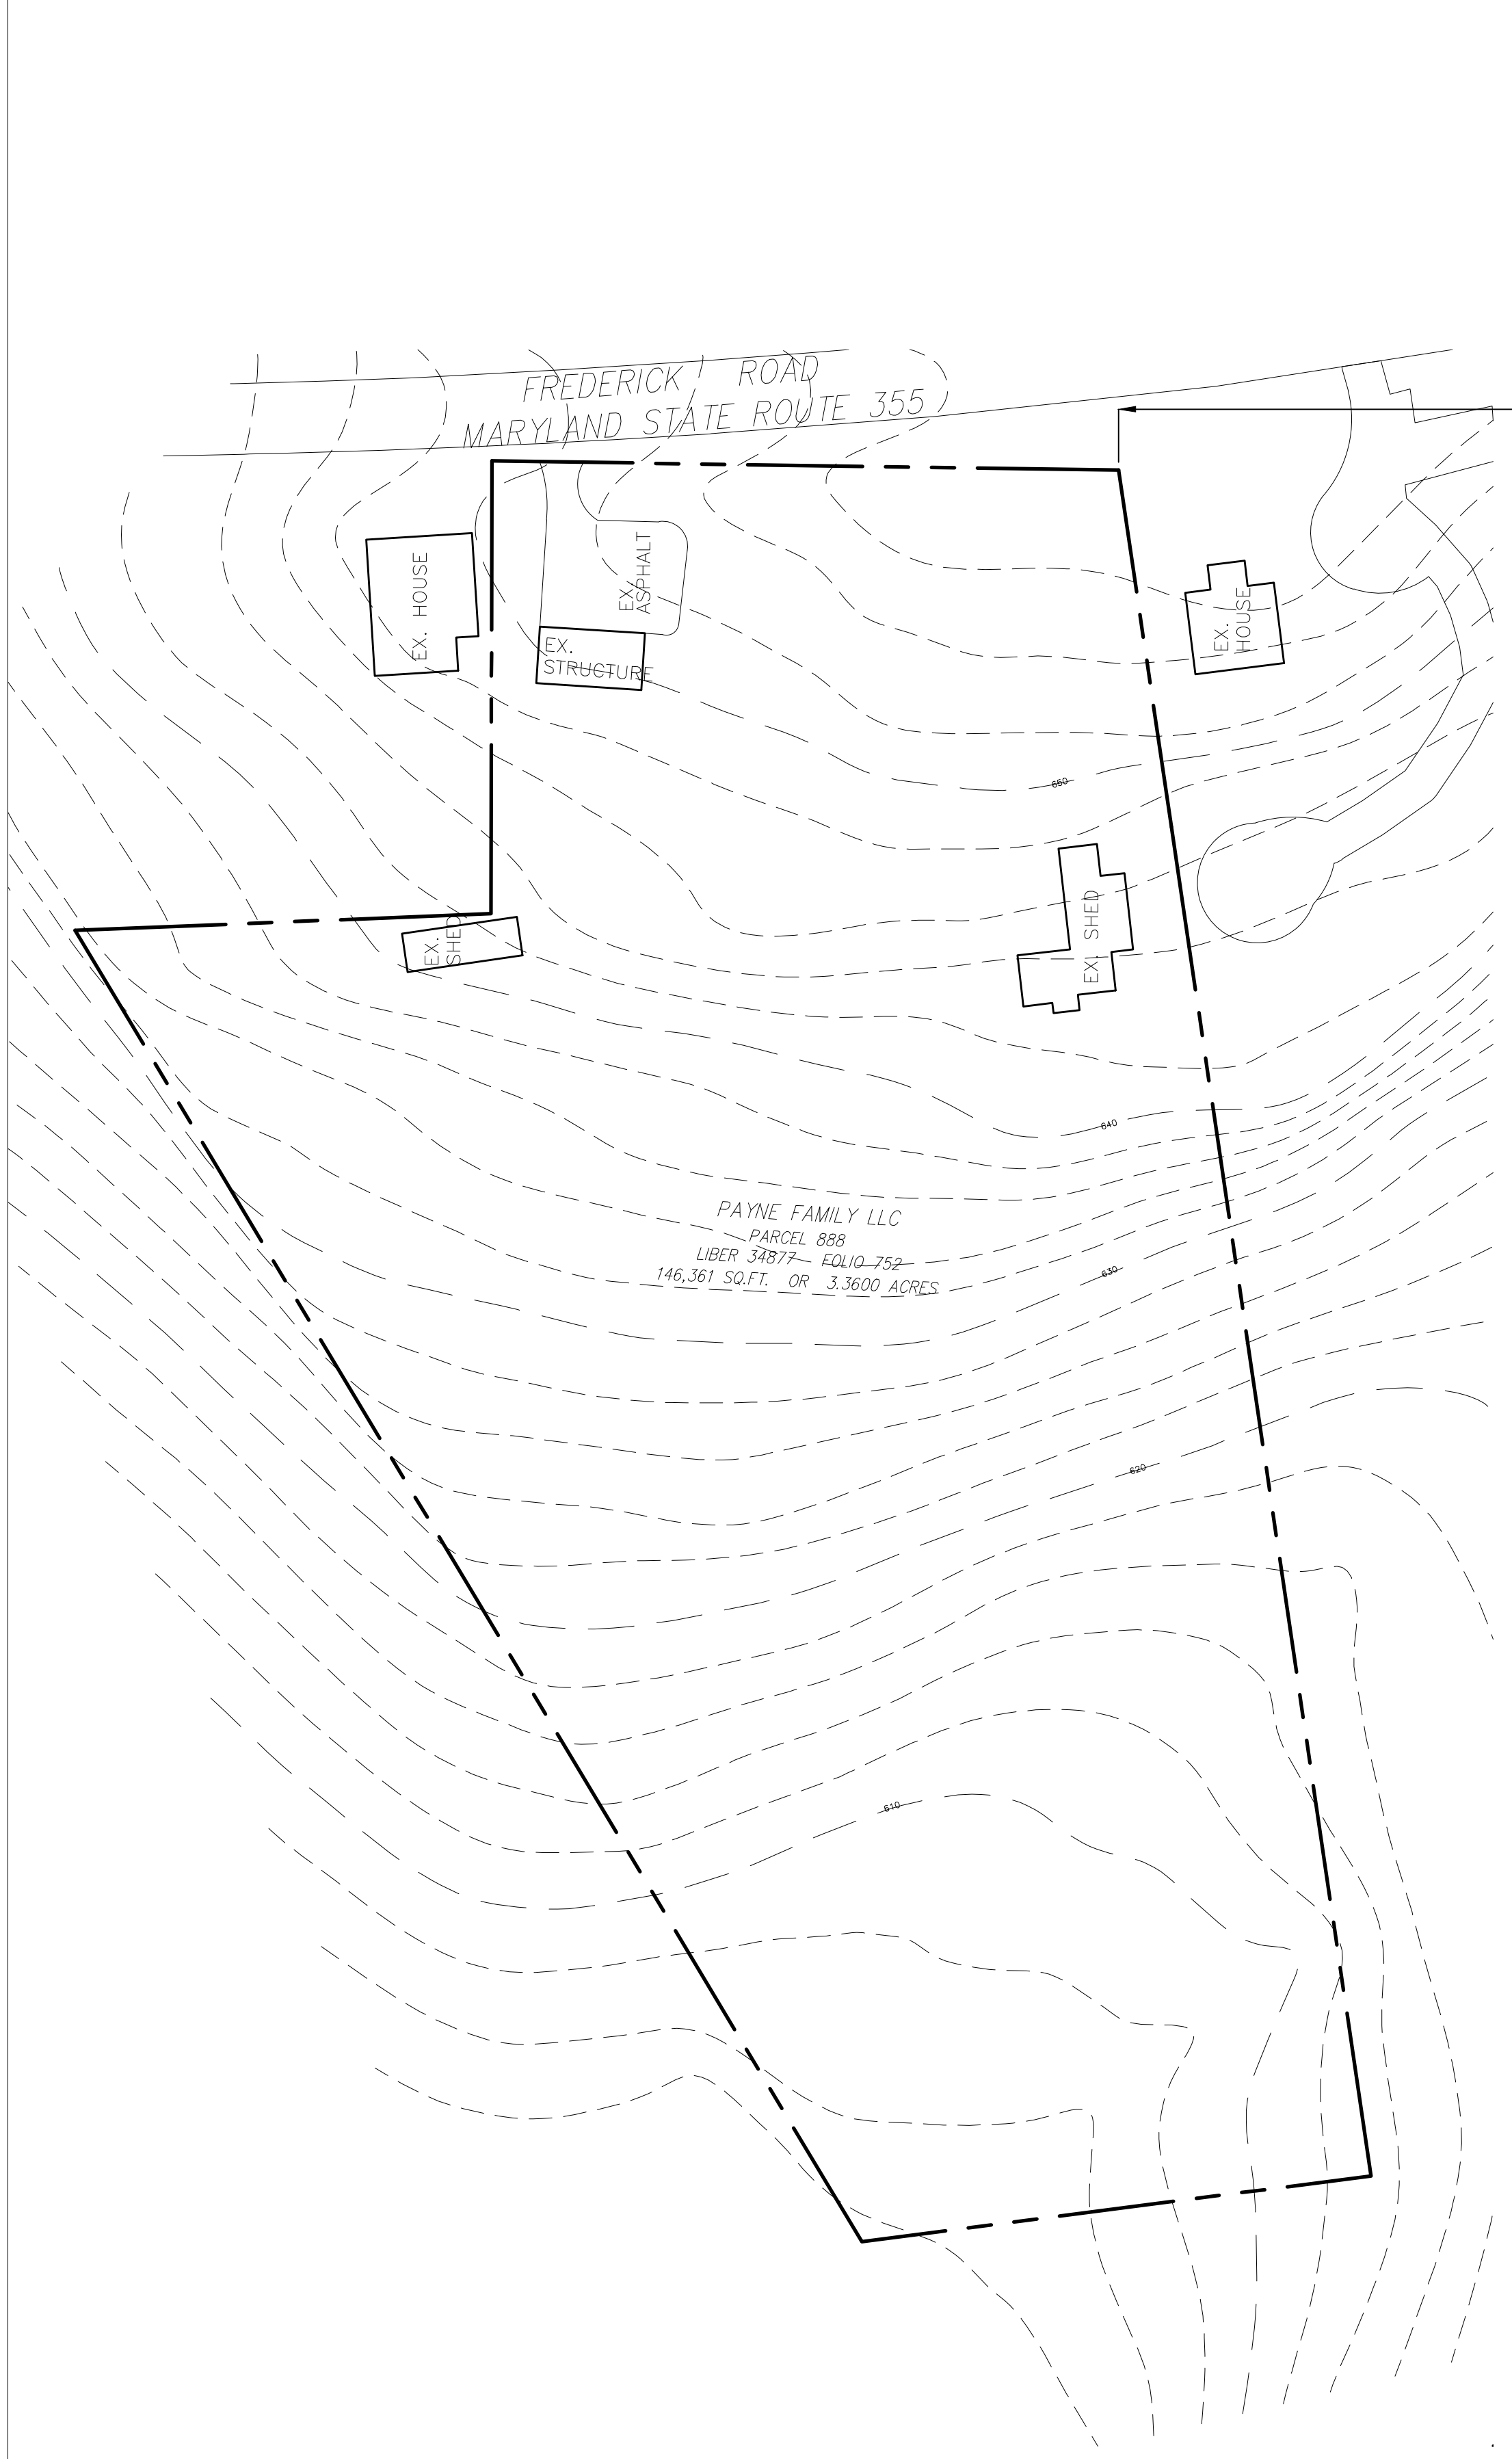 FREDERICK ROAD
MARYLAND STATE ROUTE 355
EX. HOUSE
EX.
ASPHALT
EX.
STRUCTURE
EX.
HOUSE
650
EX. SHED
EX.
SHED
640
PAYNE FAMILY LLC
PARCEL 888
LIBER 34877 FOLIO 752
146,361 SQ.FT. OR 3.3600 ACRES
630
620
610